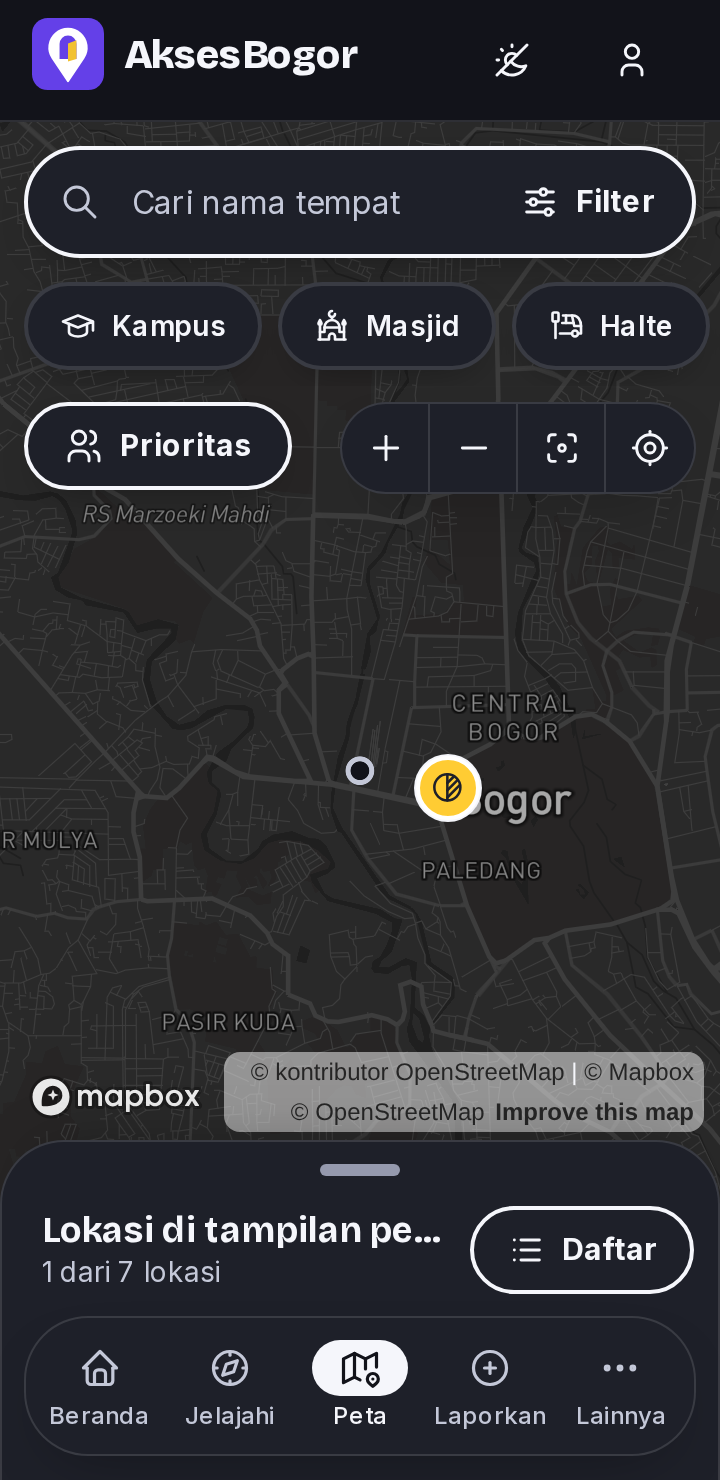 AksesBogor
Cari nama tempat
Filter
Kampus
Masjid
Halte
Prioritas
RS Marzoeki Mahdi
CENTRAL
BOGOR
ogor
R MULYA
PALEDANG
PASIR KUDA
mapbox
© kontributor OpenStreetMap | © Mapbox
© OpenStreetMap Improve this map
Lokasi di tampilan pe...
1 dari 7 lokasi
Daftar
Beranda
Jelajahi
Peta
Laporkan
Lainnya